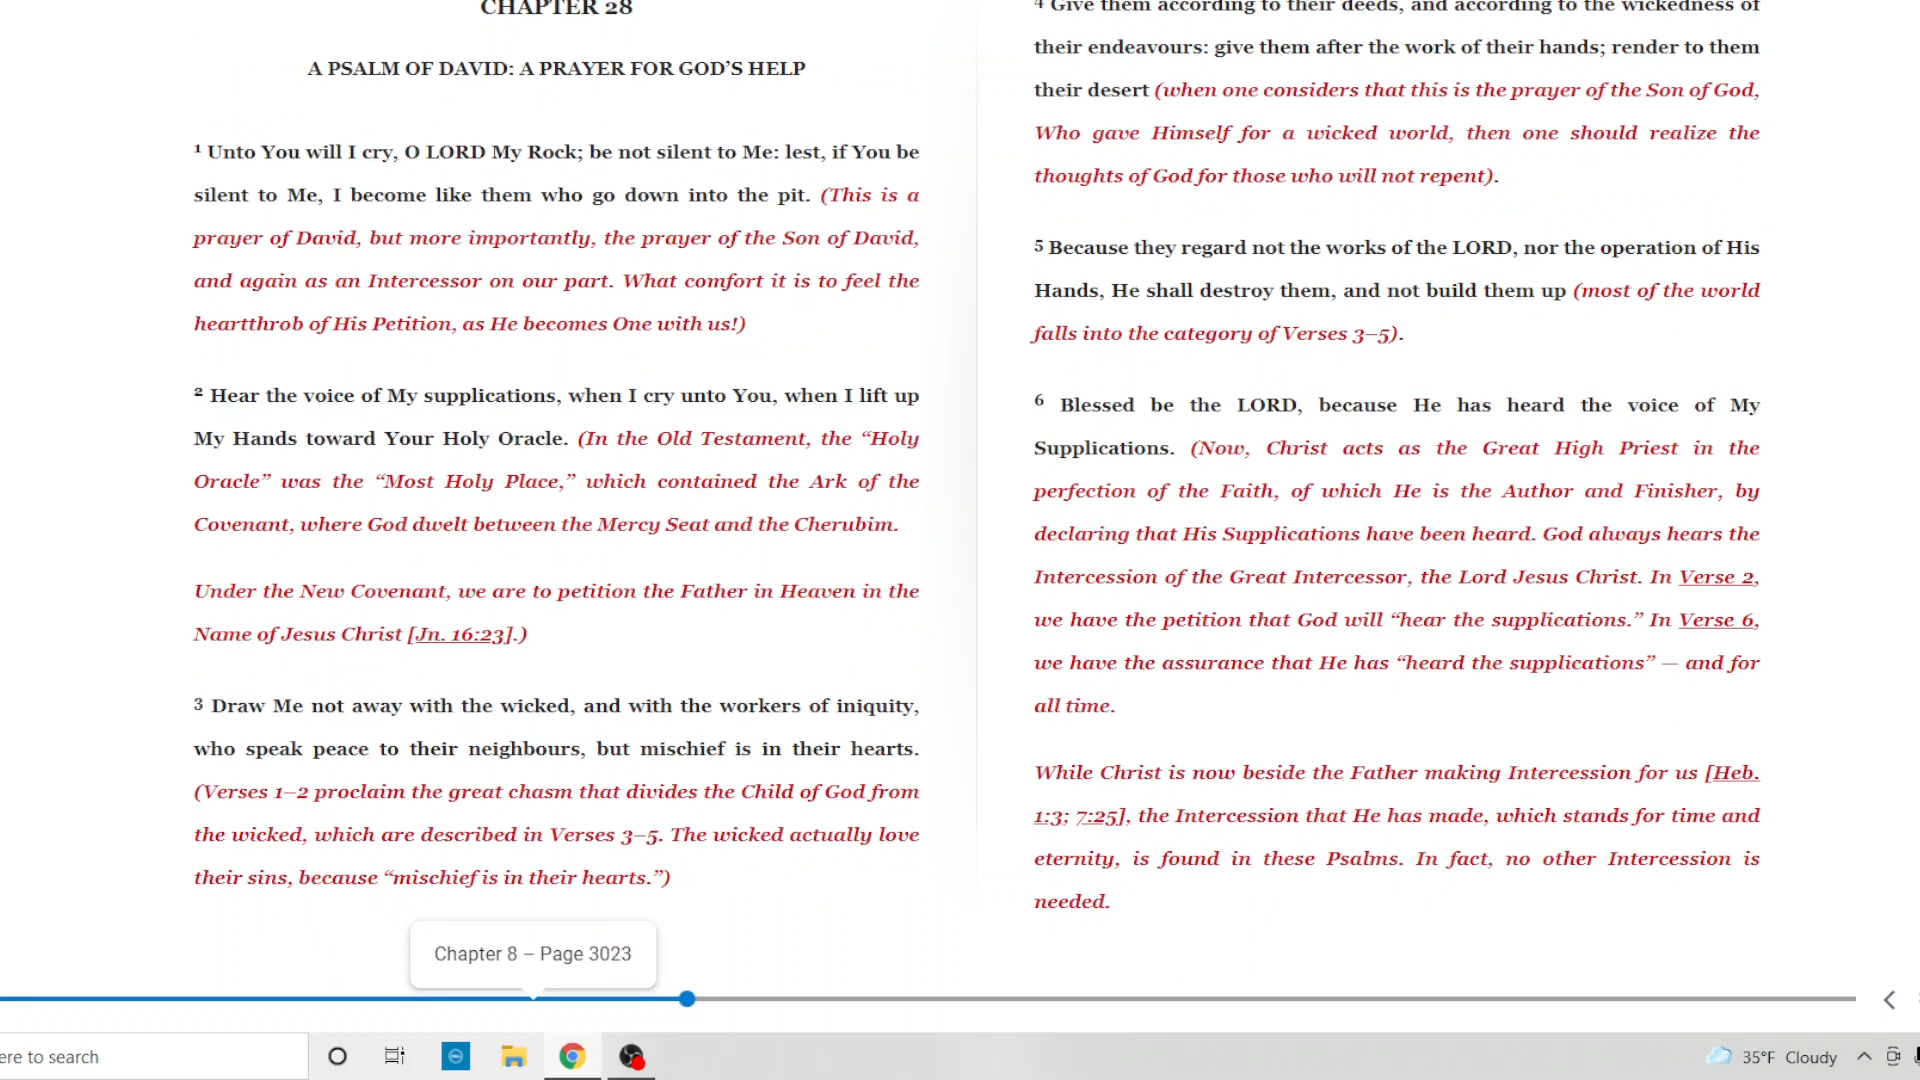 CHAPTER 28
A PSALM OF DAVID: A PRAYER FOR GOD’S HELP
1 Unto You will I cry, O LORD My Rock; be not silent to Me: lest, if You be
silent to Me, I become like them who go down into the pit. (This is a
prayer of David, but more importantly, the prayer of the Son of David,
and again as an Intercessor on our part. What comfort it is to feel the
heartthrob of His Petition, as He becomes One with us!)
2 Hear the voice of My supplications, when I cry unto You, when I lift up
My Hands toward Your Holy Oracle. (In the Old Testament, the “Holy
Oracle” was the “Most Holy Place,” which contained the Ark of the
Covenant, where God dwelt between the Mercy Seat and the Cherubim.
Under the New Covenant, we are to petition the Father in Heaven in the
Name of Jesus Christ [Jn. 16:23].)
3 Draw Me not away with the wicked, and with the workers of iniquity,
who speak peace to their neighbours, but mischief is in their hearts.
(Verses 1–2 proclaim the great chasm that divides the Child of God from
the wicked, which are described in Verses 3–5. The wicked actually love
their sins, because “mischief is in their hearts.”)
4 Give them according to their deeds, and according to the wickedness of
their endeavours: give them after the work of their hands; render to them
their desert (when one considers that this is the prayer of the Son of God,
Who gave Himself for a wicked world, then one should realize the
thoughts of God for those who will not repent).
5 Because they regard not the works of the LORD, nor the operation of His
Hands, He shall destroy them, and not build them up (most of the world
falls into the category of Verses 3–5).
6 Blessed be the LORD, because He has heard the voice of My
Supplications. (Now, Christ acts as the Great High Priest in the
perfection of the Faith, of which He is the Author and Finisher, by
declaring that His Supplications have been heard. God always hears the
Intercession of the Great Intercessor, the Lord Jesus Christ. In Verse 2,
we have the petition that God will “hear the supplications.” In Verse 6,
we have the assurance that He has “heard the supplications” — and for
all time.
While Christ is now beside the Father making Intercession for us [Heb.
1:3; 7:25], the Intercession that He has made, which stands for time and
eternity, is found in these Psalms. In fact, no other Intercession is
needed.
Chapter 8 – Page 3023
ere to search
35°F Cloudy